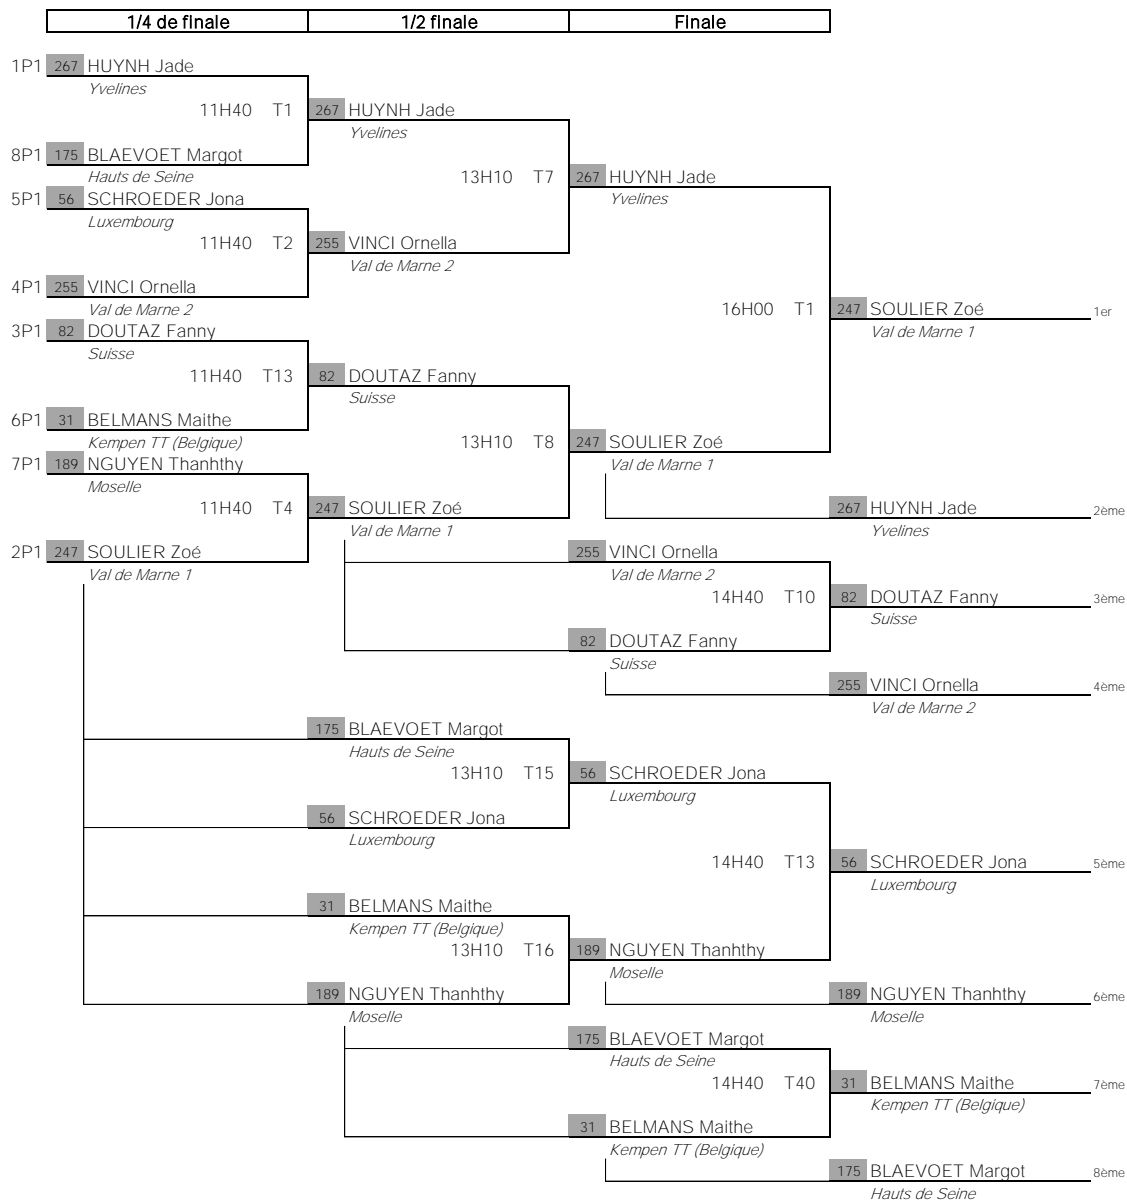 1/4 de finale 1/2 finale Finale
1P1 267 HUYNH Jade
Yvelines
11H40 T1 267 HUYNH Jade
Yvelines
8P1 175 BLAEVOET Margot
Hauts de Seine 13H10 T7 267 HUYNH Jade
5P1 56 SCHROEDER Jona Yvelines
Luxembourg
11H40 T2 255 VINCI Ornella
Val de Marne 2
4P1 255 VINCI Ornella
Val de Marne 2 16H00 T1 247 SOULIER Zoé 1er
3P1 82 DOUTAZ Fanny Val de Marne 1
Suisse
11H40 T13 82 DOUTAZ Fanny
Suisse
6P1 31 BELMANS Maithe
Kempen TT (Belgique) 13H10 T8 247 SOULIER Zoé
7P1 189 NGUYEN Thanhthy Val de Marne 1
Moselle
11H40 T4 247 SOULIER Zoé 267 HUYNH Jade 2ème
Val de Marne 1 Yvelines
2P1 247 SOULIER Zoé 255 VINCI Ornella
Val de Marne 1 Val de Marne 2
14H40 T10 82 DOUTAZ Fanny 3ème
Suisse
82 DOUTAZ Fanny
Suisse
255 VINCI Ornella 4ème
Val de Marne 2
175 BLAEVOET Margot
Hauts de Seine
13H10 T15 56 SCHROEDER Jona
Luxembourg
56 SCHROEDER Jona
Luxembourg
14H40 T13 56 SCHROEDER Jona 5ème
Luxembourg
31 BELMANS Maithe
Kempen TT (Belgique)
13H10 T16 189 NGUYEN Thanhthy
Moselle
189 NGUYEN Thanhthy 189 NGUYEN Thanhthy 6ème
Moselle Moselle
175 BLAEVOET Margot
Hauts de Seine
14H40 T40 31 BELMANS Maithe 7ème
Kempen TT (Belgique)
31 BELMANS Maithe
Kempen TT (Belgique)
175 BLAEVOET Margot 8ème
Hauts de Seine